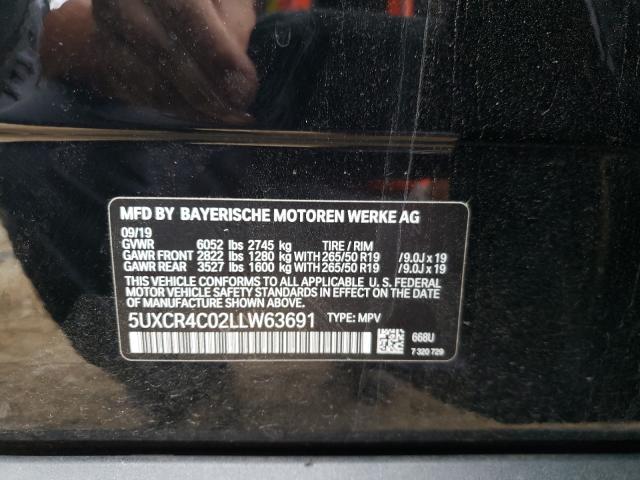 MFD BY BAYERISCHE MOTOREN WERKE AG
09/19
GVWR 6052 lbs 2745 kg TIRE / RIM
GAWR FRONT 2822 lbs 1280 kg WITH 265/50 R19 /9.0J x 19
GAWR REAR 3527 lbs 1600 kg WITH 265/50 R19 /9.0J x 19
THIS VEHICLE CONFORMS TO ALL APPLICABLE U. S. FEDERAL
MOTOR VEHICLE SAFETY STANDARDS IN EFFECT ON THE DATE OF
MANUFACTURE SHOWN ABOVE.
5UXCR4C02LLW63691 TYPE: MPV
668U
7 320 729